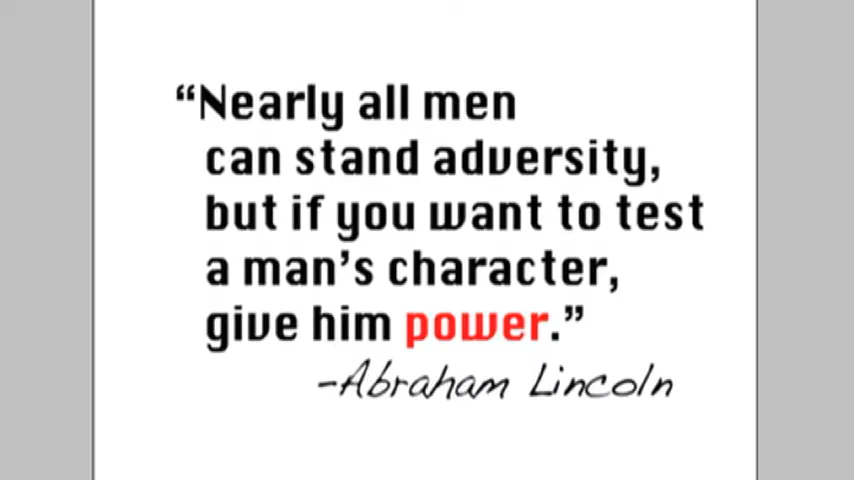 “Nearly all men
can stand adversity,
but if you want to test
a man’s character,
give him power.”
-Abraham Lincoln